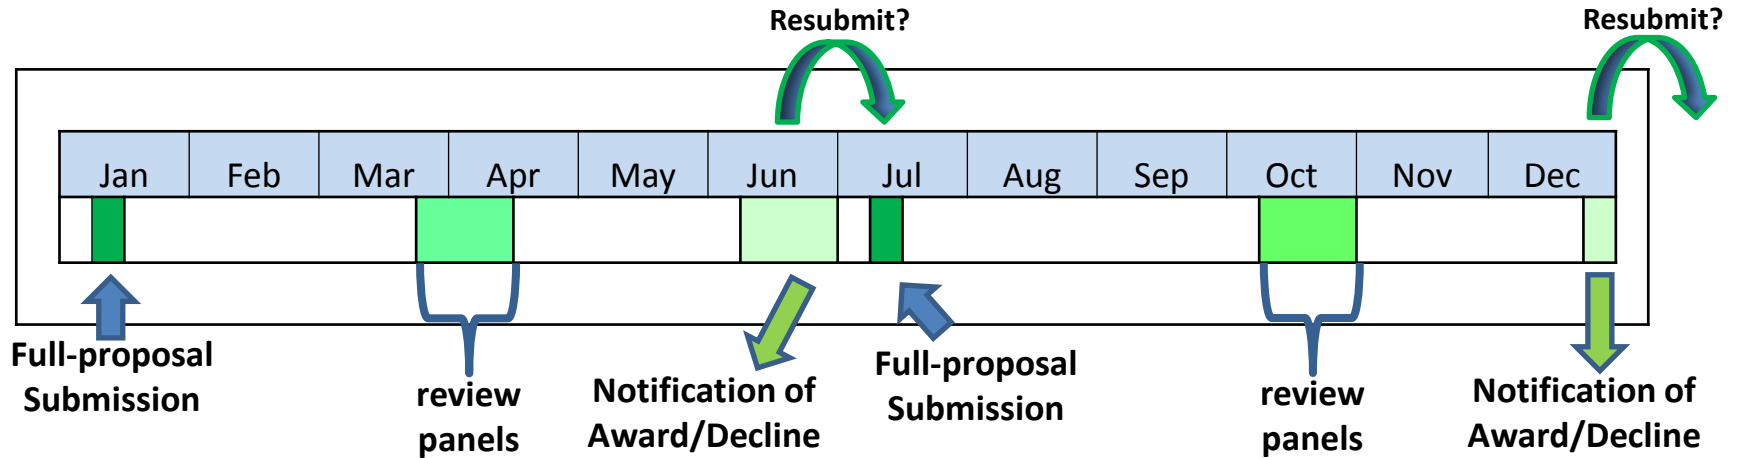 Resubmit?
Resubmit?
Jan Feb Mar Apr May Jun Jul Aug Sep Oct Nov Dec
Full-proposal
Submission
review
panels
Notification of
Award/Decline
Full-proposal
Submission
review
panels
Notification of
Award/Decline